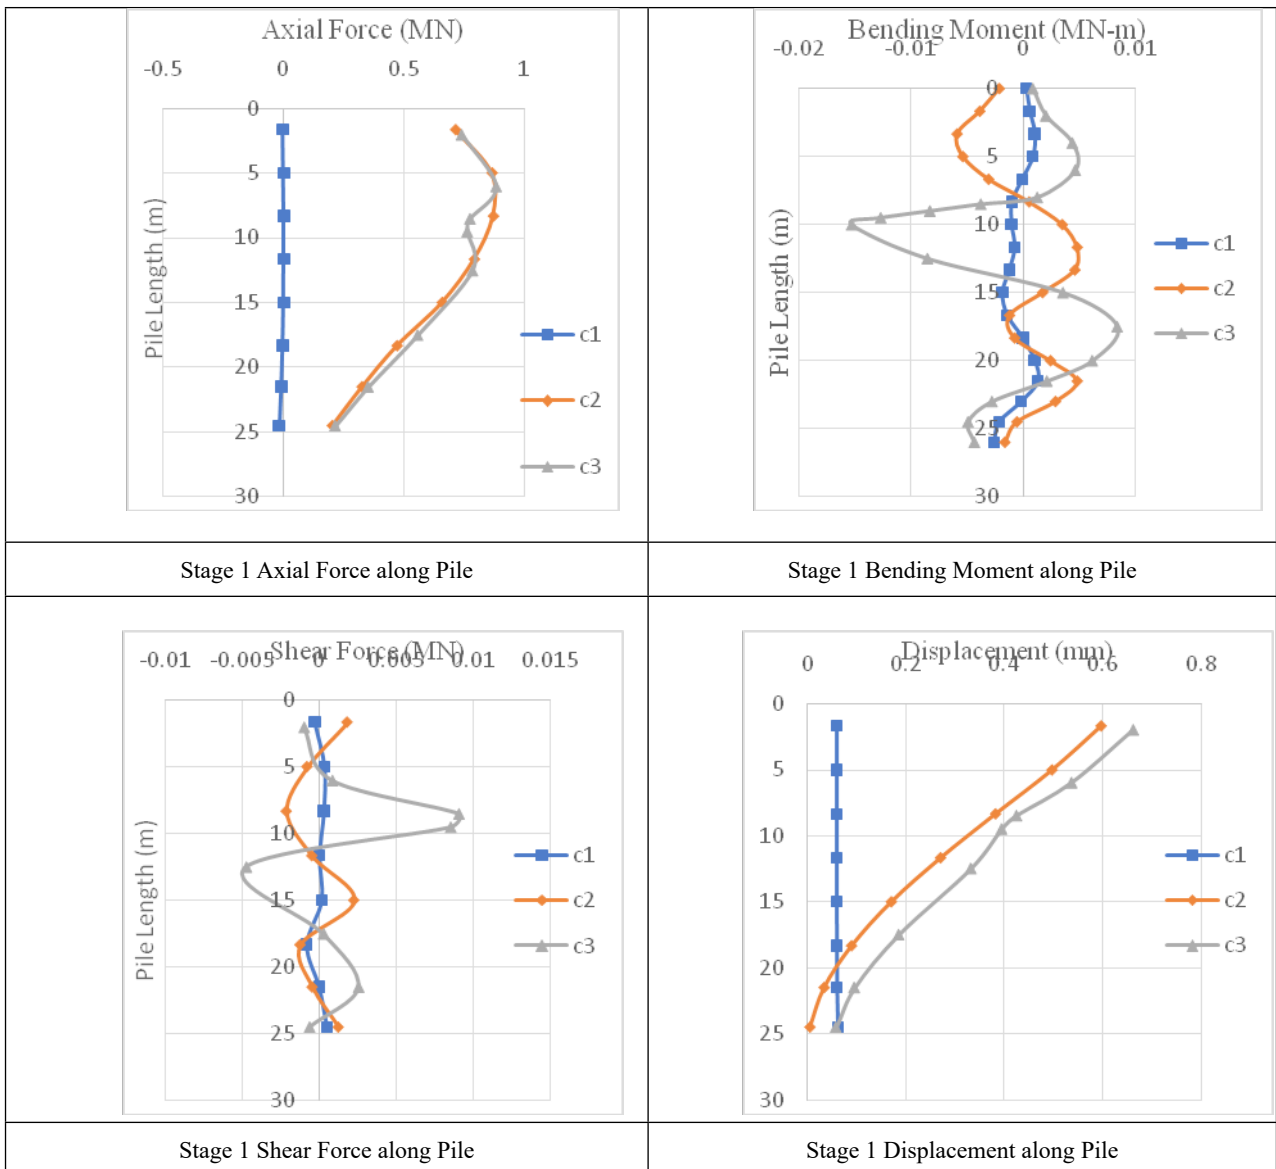 Axial Force (MN)
-0.5 0 0.5 1
0
5
10
15
20
25
30
Pile Length (m)
c1
c2
c3
Bending Moment (MN-m)
-0.02 -0.01 0 0.01
0
5
10
15
20
25
30
Pile Length (m)
c1
c2
c3
Stage 1 Axial Force along Pile
Stage 1 Bending Moment along Pile
Shear Force (MN)
-0.01 -0.005 0 0.005 0.01 0.015
0
5
10
15
20
25
30
Pile Length (m)
c1
c2
c3
Displacement (mm)
0 0.2 0.4 0.6 0.8
0
5
10
15
20
25
30
c1
c2
c3
Stage 1 Shear Force along Pile
Stage 1 Displacement along Pile